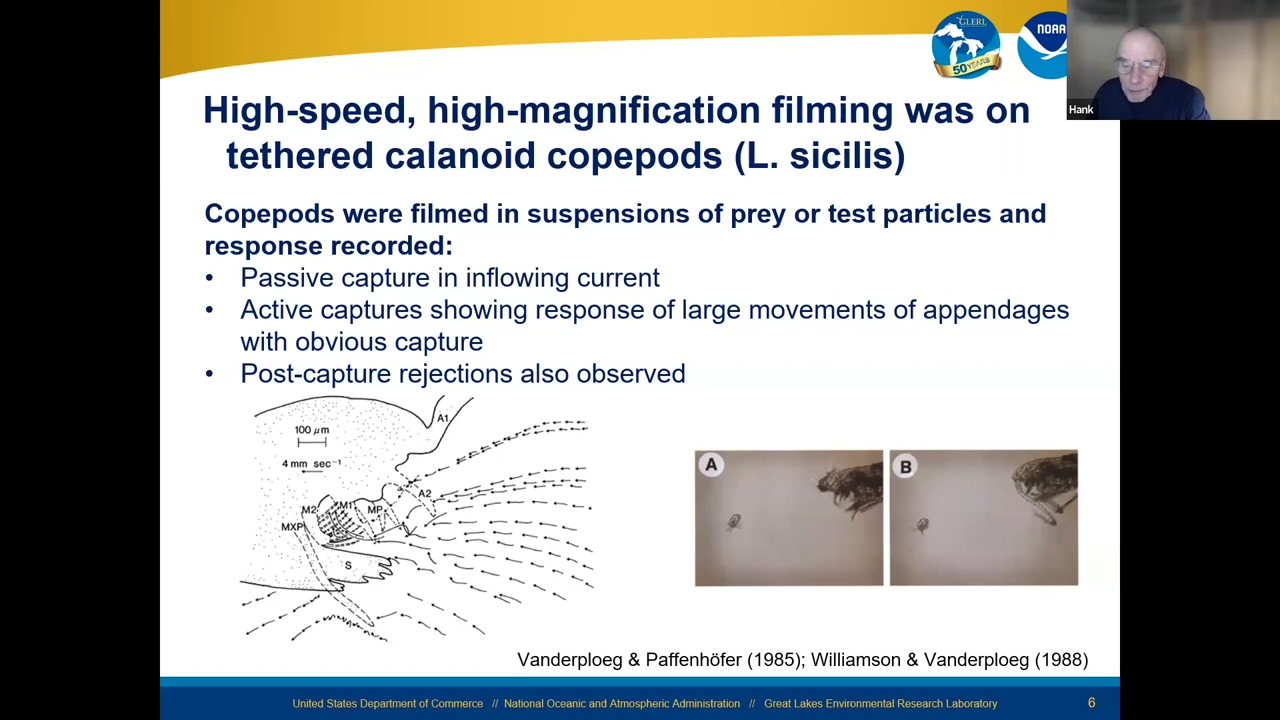 GLERL
50 YEARS
NOAA
Hank
High-speed, high-magnification filming was on
tethered calanoid copepods (L. sicilis)
Copepods were filmed in suspensions of prey or test particles and
response recorded:
• Passive capture in inflowing current
• Active captures showing response of large movements of appendages
with obvious capture
• Post-capture rejections also observed
A1
100 µm
4 mm sec⁻¹
A2
M2
M1
MP
MXP
S
A
B
Vanderploeg & Paffenhöfer (1985); Williamson & Vanderploeg (1988)
United States Department of Commerce // National Oceanic and Atmospheric Administration // Great Lakes Environmental Research Laboratory
6